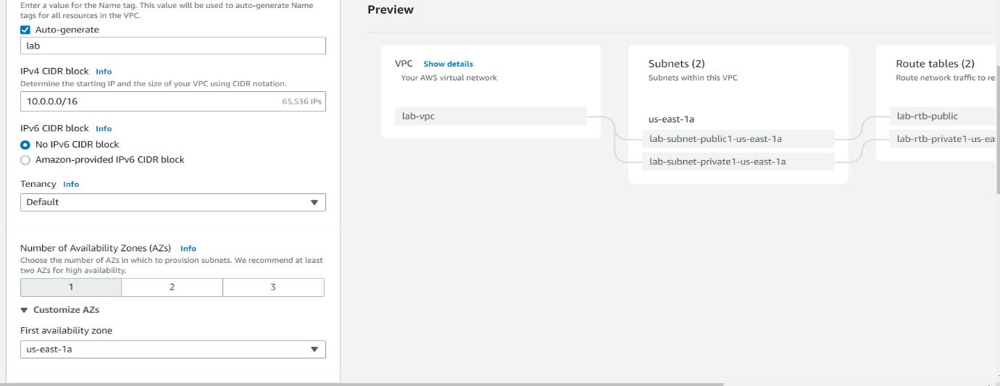 Enter a value for the Name tag. This value will be used to auto-generate Name
tags for all resources in the VPC.
Auto-generate
lab
IPv4 CIDR block Info
Determine the starting IP and the size of your VPC using CIDR notation.
10.0.0.0/16 65,536 IPs
IPv6 CIDR block Info
No IPv6 CIDR block
Amazon-provided IPv6 CIDR block
Tenancy Info
Default
Number of Availability Zones (AZs) Info
Choose the number of AZs in which to provision subnets. We recommend at least
two AZs for high availability.
1 2 3
Customize AZs
First availability zone
us-east-1a
Preview
VPC Show details
Your AWS virtual network
lab-vpc
Subnets (2)
Subnets within this VPC
us-east-1a
lab-subnet-public1-us-east-1a
lab-subnet-private1-us-east-1a
Route tables (2)
Route network traffic to re
lab-rtb-public
lab-rtb-private1-us-eas